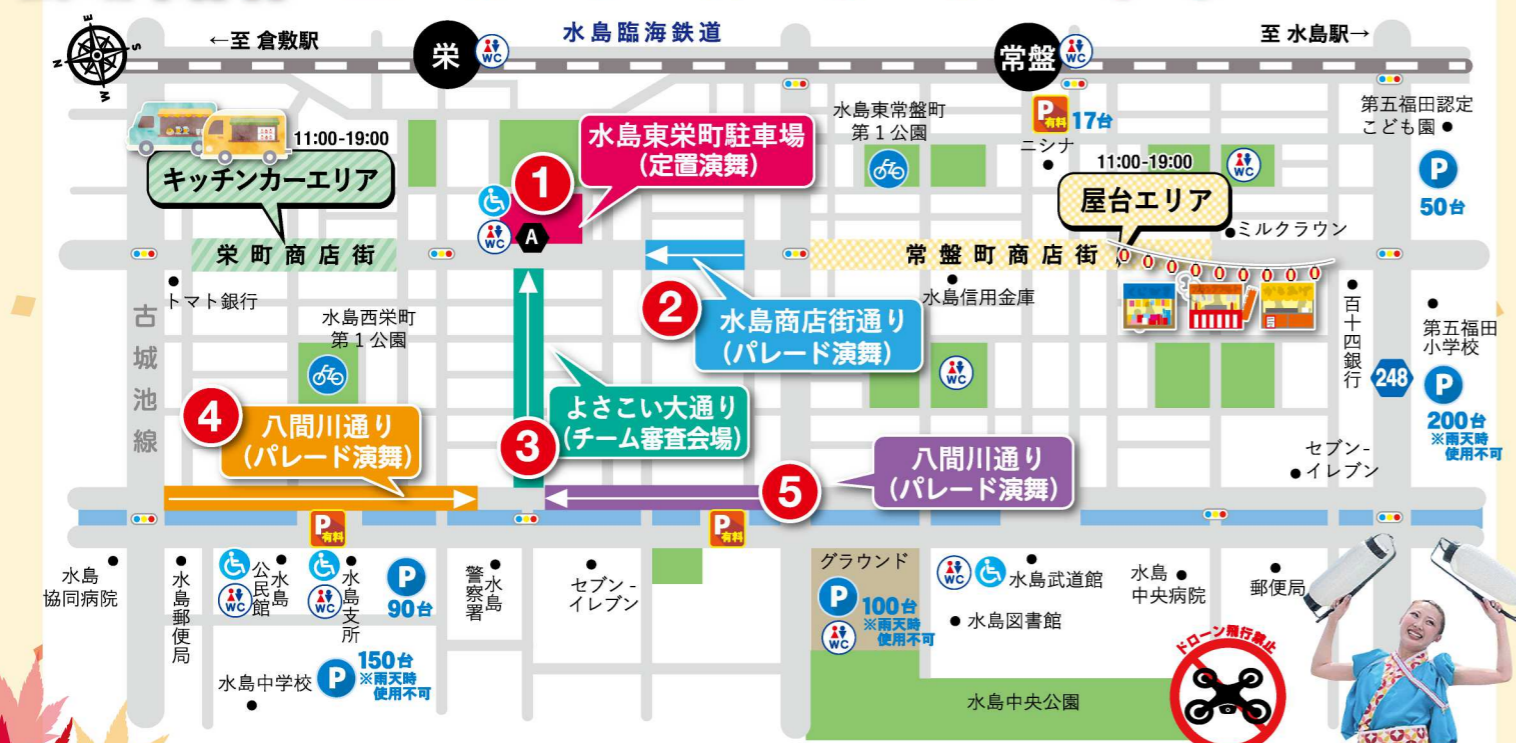 ←至 倉敷駅
栄
WC
水島臨海鉄道
常盤
WC
至 水島駅→
N
E
S
W
11:00-19:00
キッチンカーエリア
1
水島東栄町駐車場
(定置演舞)
WC
A
水島東常盤町
第1公園
P
有料
17台
ニシナ
11:00-19:00
屋台エリア
WC
第五福田認定
こども園
P
50台
ミルクラウン
栄町商店街
常盤町商店街
トマト銀行
水島信用金庫
古城池線
水島西栄町
第1公園
2
水島商店街通り
(パレード演舞)
WC
百十四銀行
248
第五福田
小学校
P
200台
※雨天時
使用不可
3
よさこい大通り
(チーム審査会場)
4
八間川通り
(パレード演舞)
5
八間川通り
(パレード演舞)
セブン-
イレブン
P
有料
P
有料
水島
協同病院
水島郵便局
水島
公民館
WC
水島支所
WC
P
90台
水島
警察署
セブン-
イレブン
グラウンド
P
100台
※雨天時
使用不可
WC
WC
水島武道館
水島図書館
水島
中央病院
郵便局
水島中学校
P
150台
※雨天時
使用不可
水島中央公園
ドローン飛行禁止